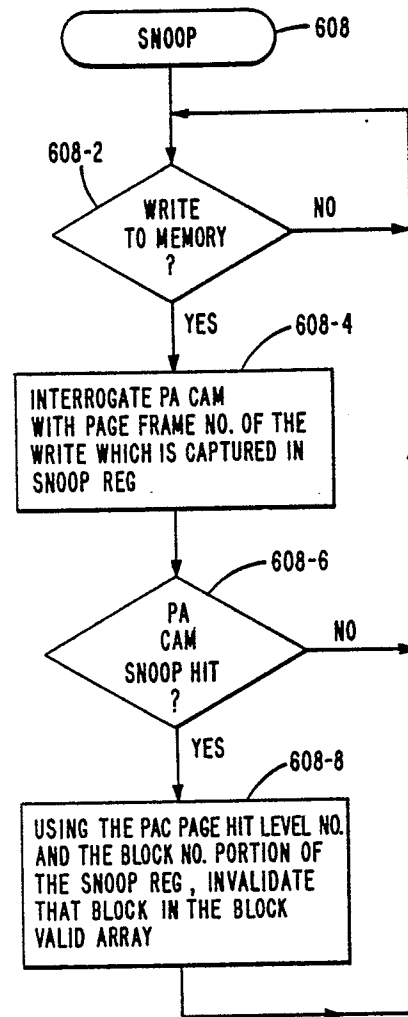 SNOOP
608
608-2
WRITE
TO MEMORY
?
NO
YES
608-4
INTERROGATE PA CAM
WITH PAGE FRAME NO. OF THE
WRITE WHICH IS CAPTURED IN
SNOOP REG
608-6
PA
CAM
SNOOP HIT
?
NO
YES
608-8
USING THE PAC PAGE HIT LEVEL NO.
AND THE BLOCK NO. PORTION OF
THE SNOOP REG , INVALIDATE
THAT BLOCK IN THE BLOCK
VALID ARRAY